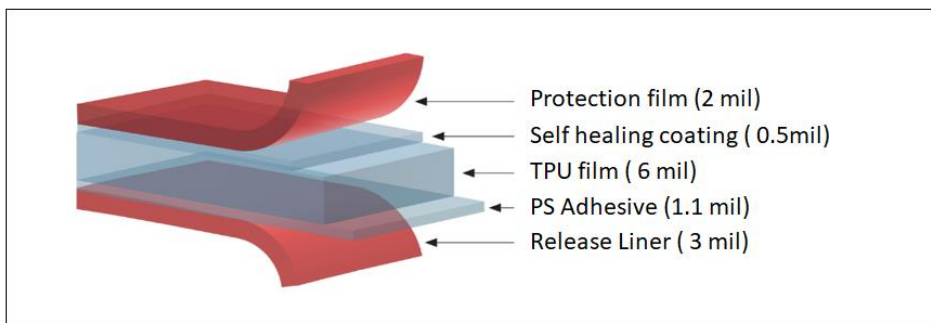 Protection film (2 mil)
Self healing coating ( 0.5mil)
TPU film ( 6 mil)
PS Adhesive (1.1 mil)
Release Liner ( 3 mil)